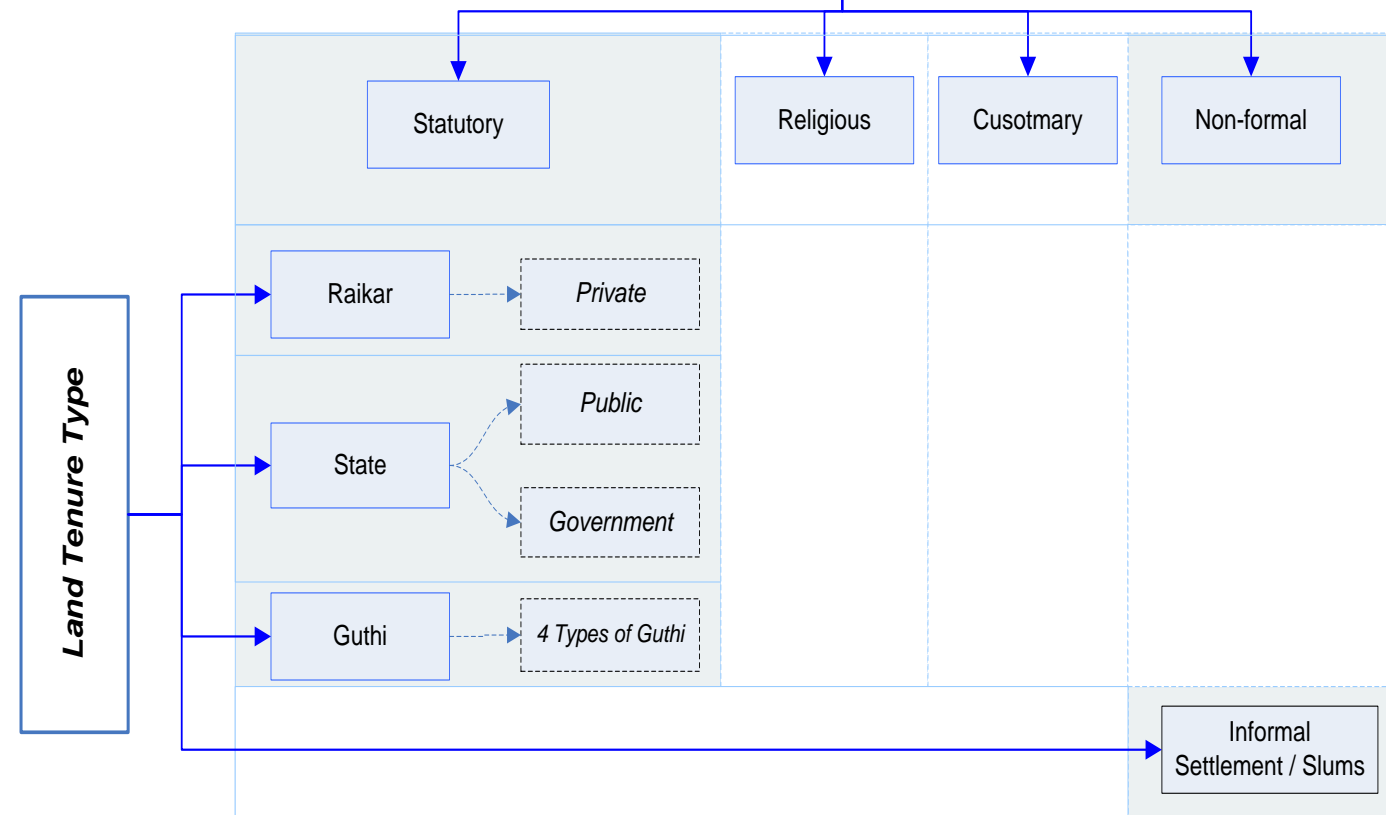 Statutory
Religious
Cusotmary
Non-formal
Land Tenure Type
Raikar
Private
State
Public
Government
Guthi
4 Types of Guthi
Informal
Settlement / Slums